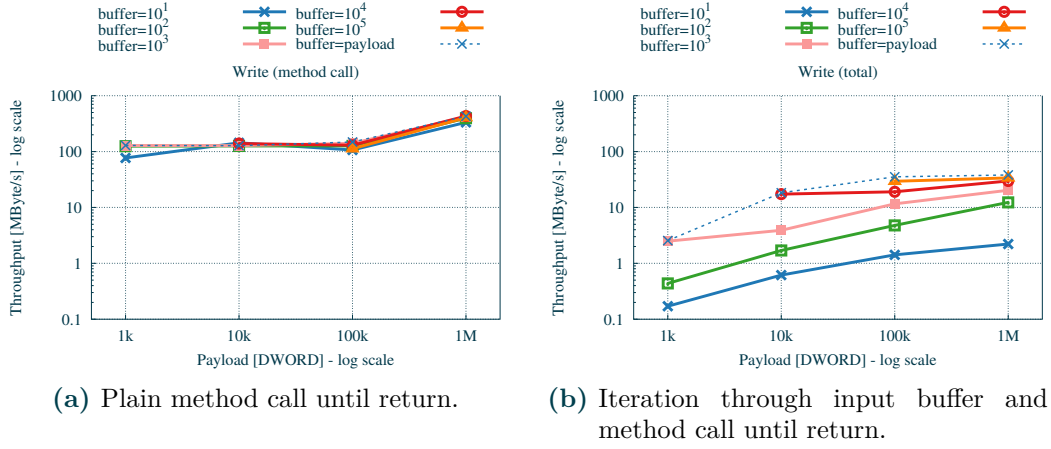 buffer=10^1
buffer=10^2
buffer=10^3
buffer=10^4
buffer=10^5
buffer=payload
Write (method call)
Throughput [MByte/s] - log scale
1000
100
10
1
0.1
1k 10k 100k 1M
Payload [DWORD] - log scale
(a) Plain method call until return.
buffer=10^1
buffer=10^2
buffer=10^3
buffer=10^4
buffer=10^5
buffer=payload
Write (total)
Throughput [MByte/s] - log scale
1000
100
10
1
0.1
1k 10k 100k 1M
Payload [DWORD] - log scale
(b) Iteration through input buffer and
method call until return.